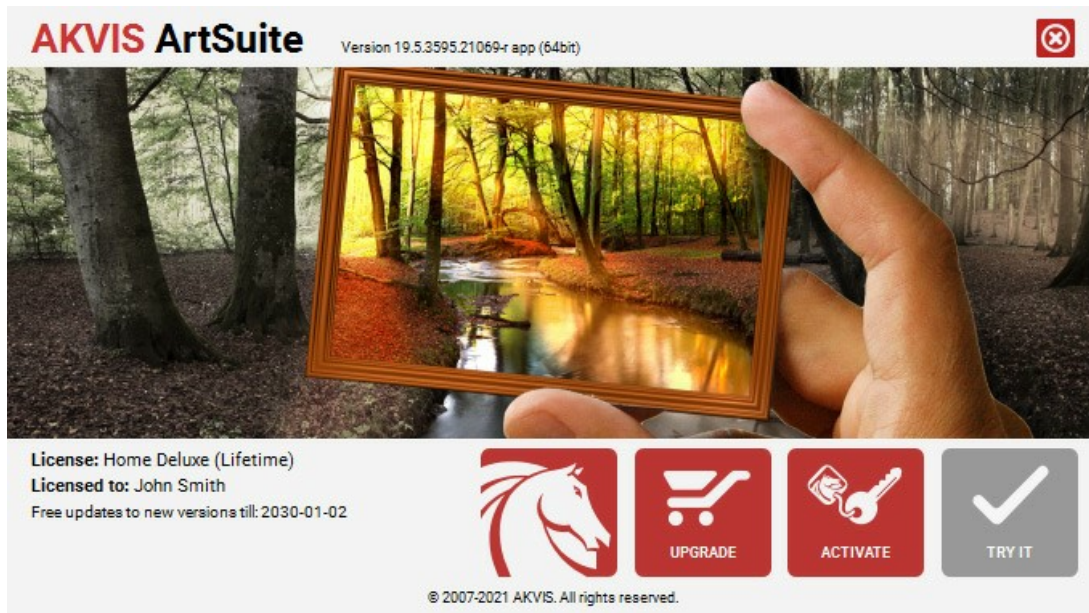 AKVIS ArtSuite Version 19.5.3595.21069-r app (64bit)
License: Home Deluxe (Lifetime)
Licensed to: John Smith
Free updates to new versions till: 2030-01-02
UPGRADE
ACTIVATE
TRY IT
© 2007-2021 AKVIS. All rights reserved.